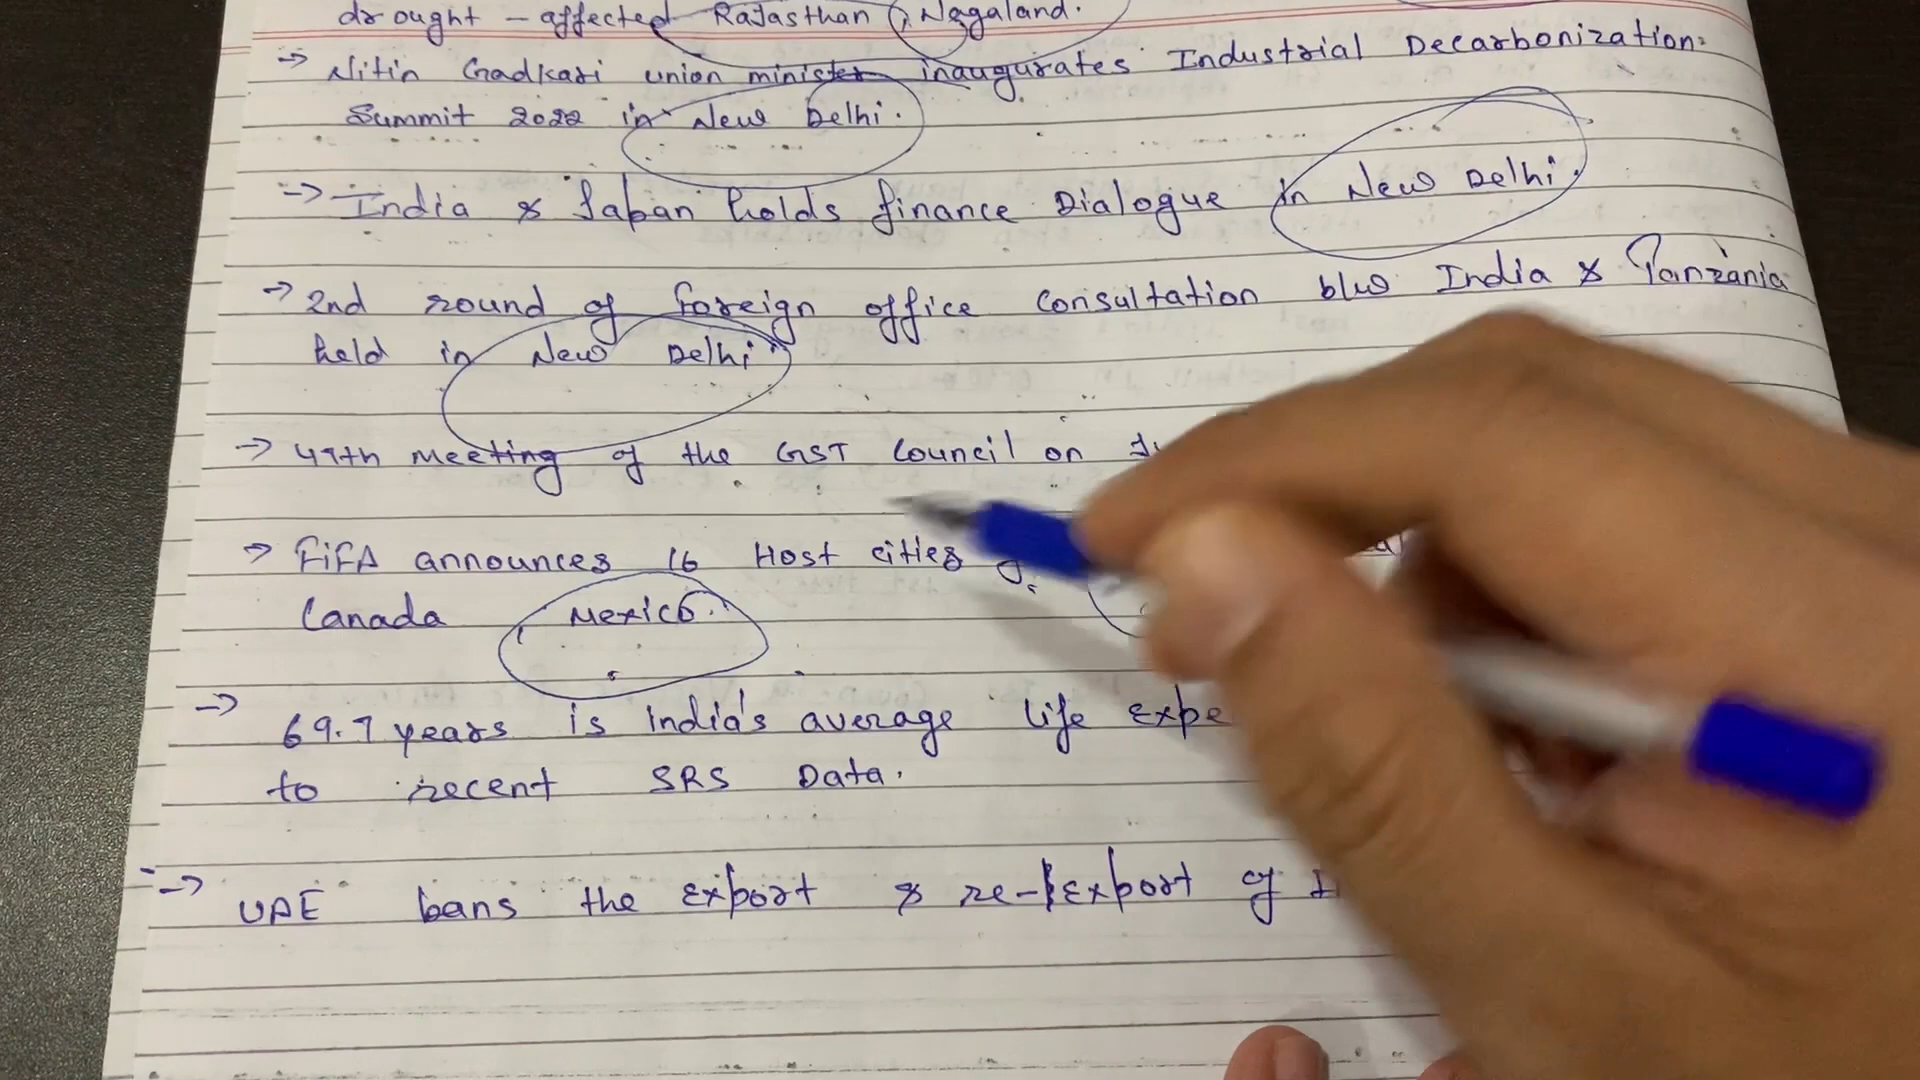 drought - affected Rajasthan, Nagaland.
→ Nitin Gadkari union minister inaugurates Industrial Decarbonization
Summit 2022 in New Delhi.
→ India & Japan holds finance Dialogue in New Delhi.
→ 2nd round of foreign office Consultation b/w India & Tanzania
held in New Delhi
→ 47th Meeting of the GST Council on
→ FIFA announces 16 Host cities
Canada Mexico.
→ 69.7 years is India's average life
to recent SRS Data.
→ UAE bans the export & re-export of